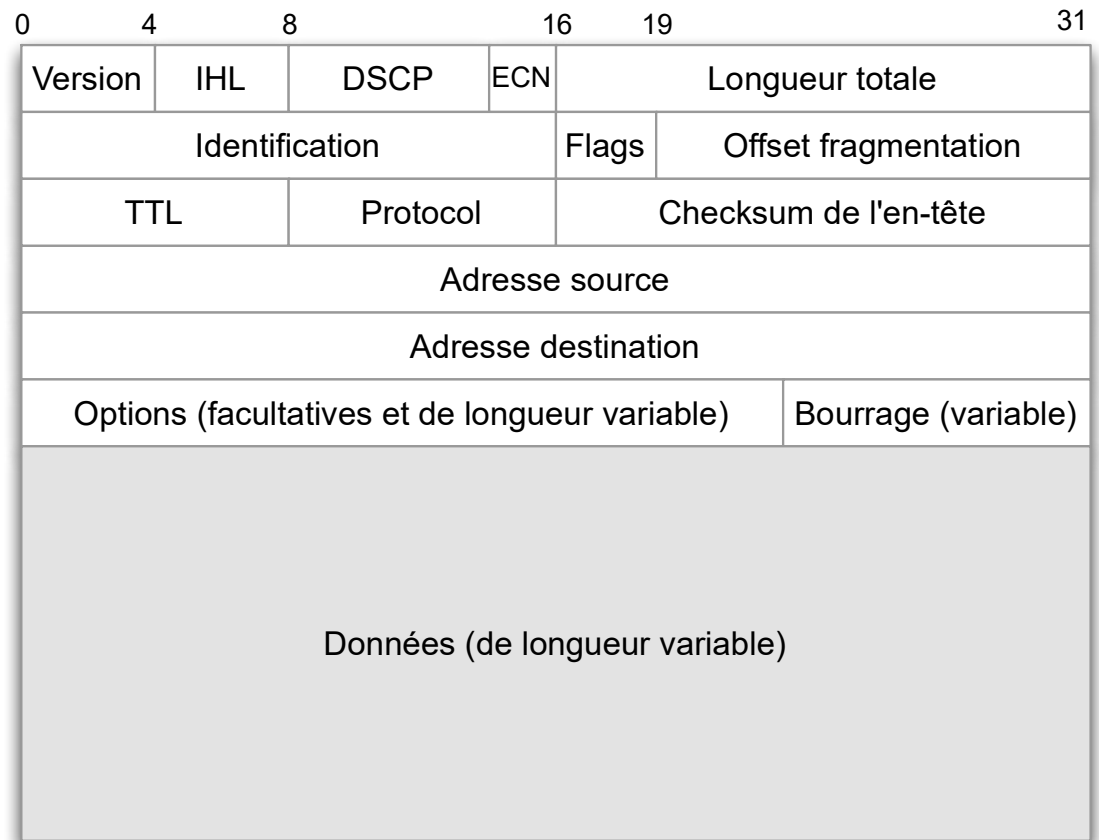 0 4 8 16 19 31
Version IHL DSCP ECN Longueur totale
Identification Flags Offset fragmentation
TTL Protocol Checksum de l'en-tête
Adresse source
Adresse destination
Options (facultatives et de longueur variable) Bourrage (variable)
Données (de longueur variable)